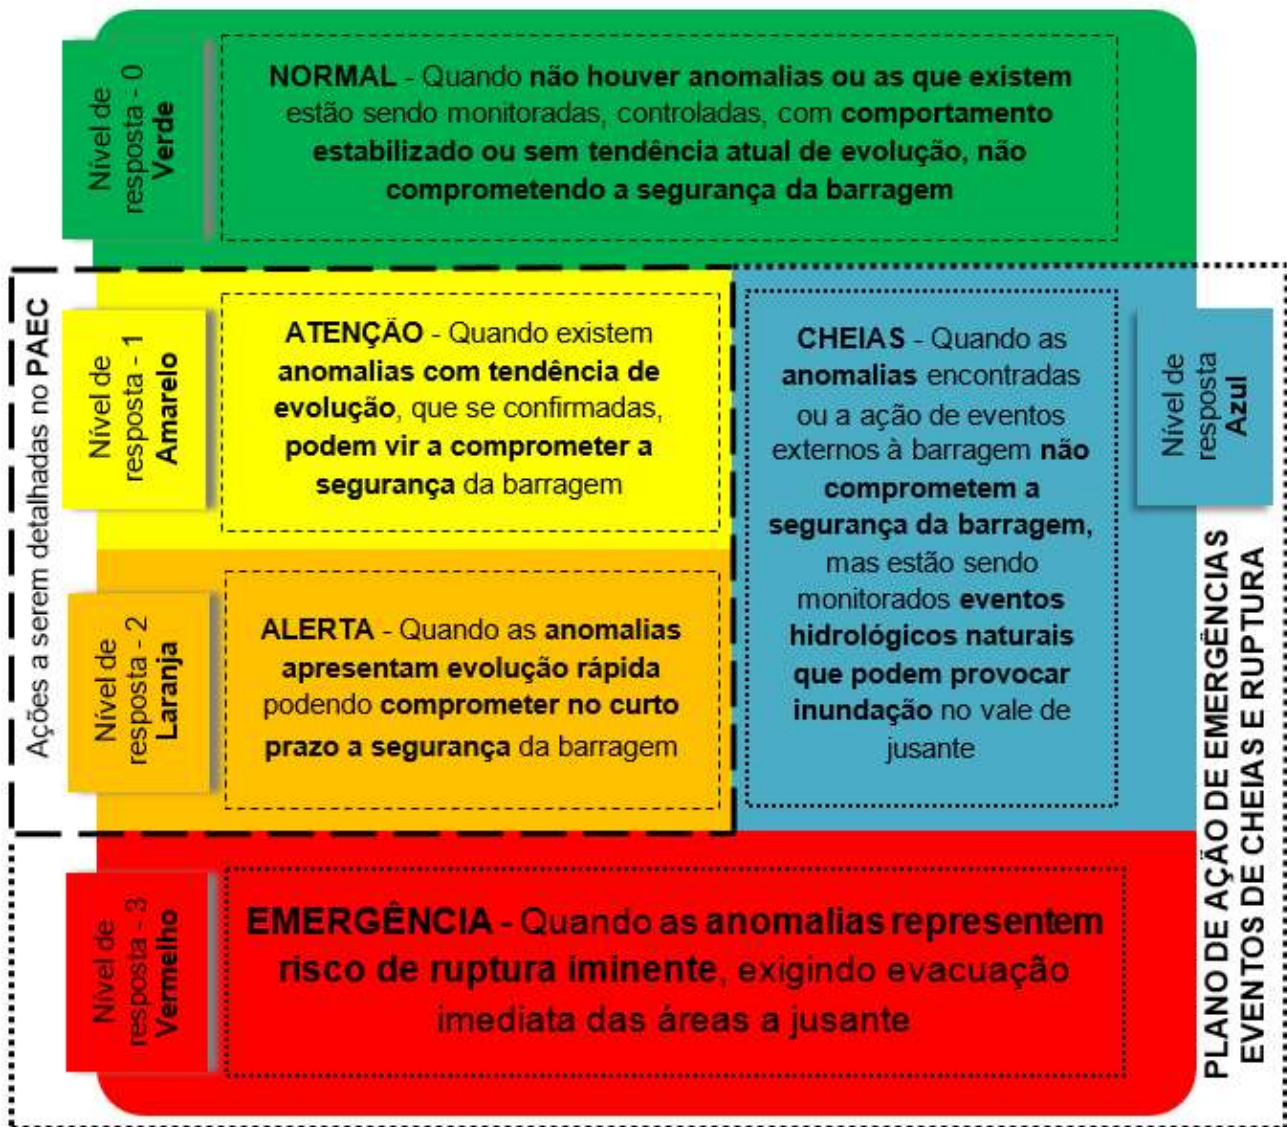 Nível de
resposta - 0
Verde
NORMAL - Quando não houver anomalias ou as que existem
estão sendo monitoradas, controladas, com comportamento
estabilizado ou sem tendência atual de evolução, não
comprometendo a segurança da barragem
Ações a serem detalhadas no PAEC
Nível de
resposta - 1
Amarelo
ATENÇÃO - Quando existem
anomalias com tendência de
evolução, que se confirmadas,
podem vir a comprometer a
segurança da barragem
Nível de
resposta - 2
Laranja
ALERTA - Quando as anomalias
apresentam evolução rápida
podendo comprometer no curto
prazo a segurança da barragem
CHEIAS - Quando as
anomalias encontradas
ou a ação de eventos
externos à barragem não
comprometem a
segurança da barragem,
mas estão sendo
monitorados eventos
hidrológicos naturais
que podem provocar
inundação no vale de
jusante
Nível de
resposta
Azul
Nível de
resposta - 3
Vermelho
EMERGÊNCIA - Quando as anomalias representem
risco de ruptura iminente, exigindo evacuação
imediata das áreas a jusante
PLANO DE AÇÃO DE EMERGÊNCIAS
EVENTOS DE CHEIAS E RUPTURA